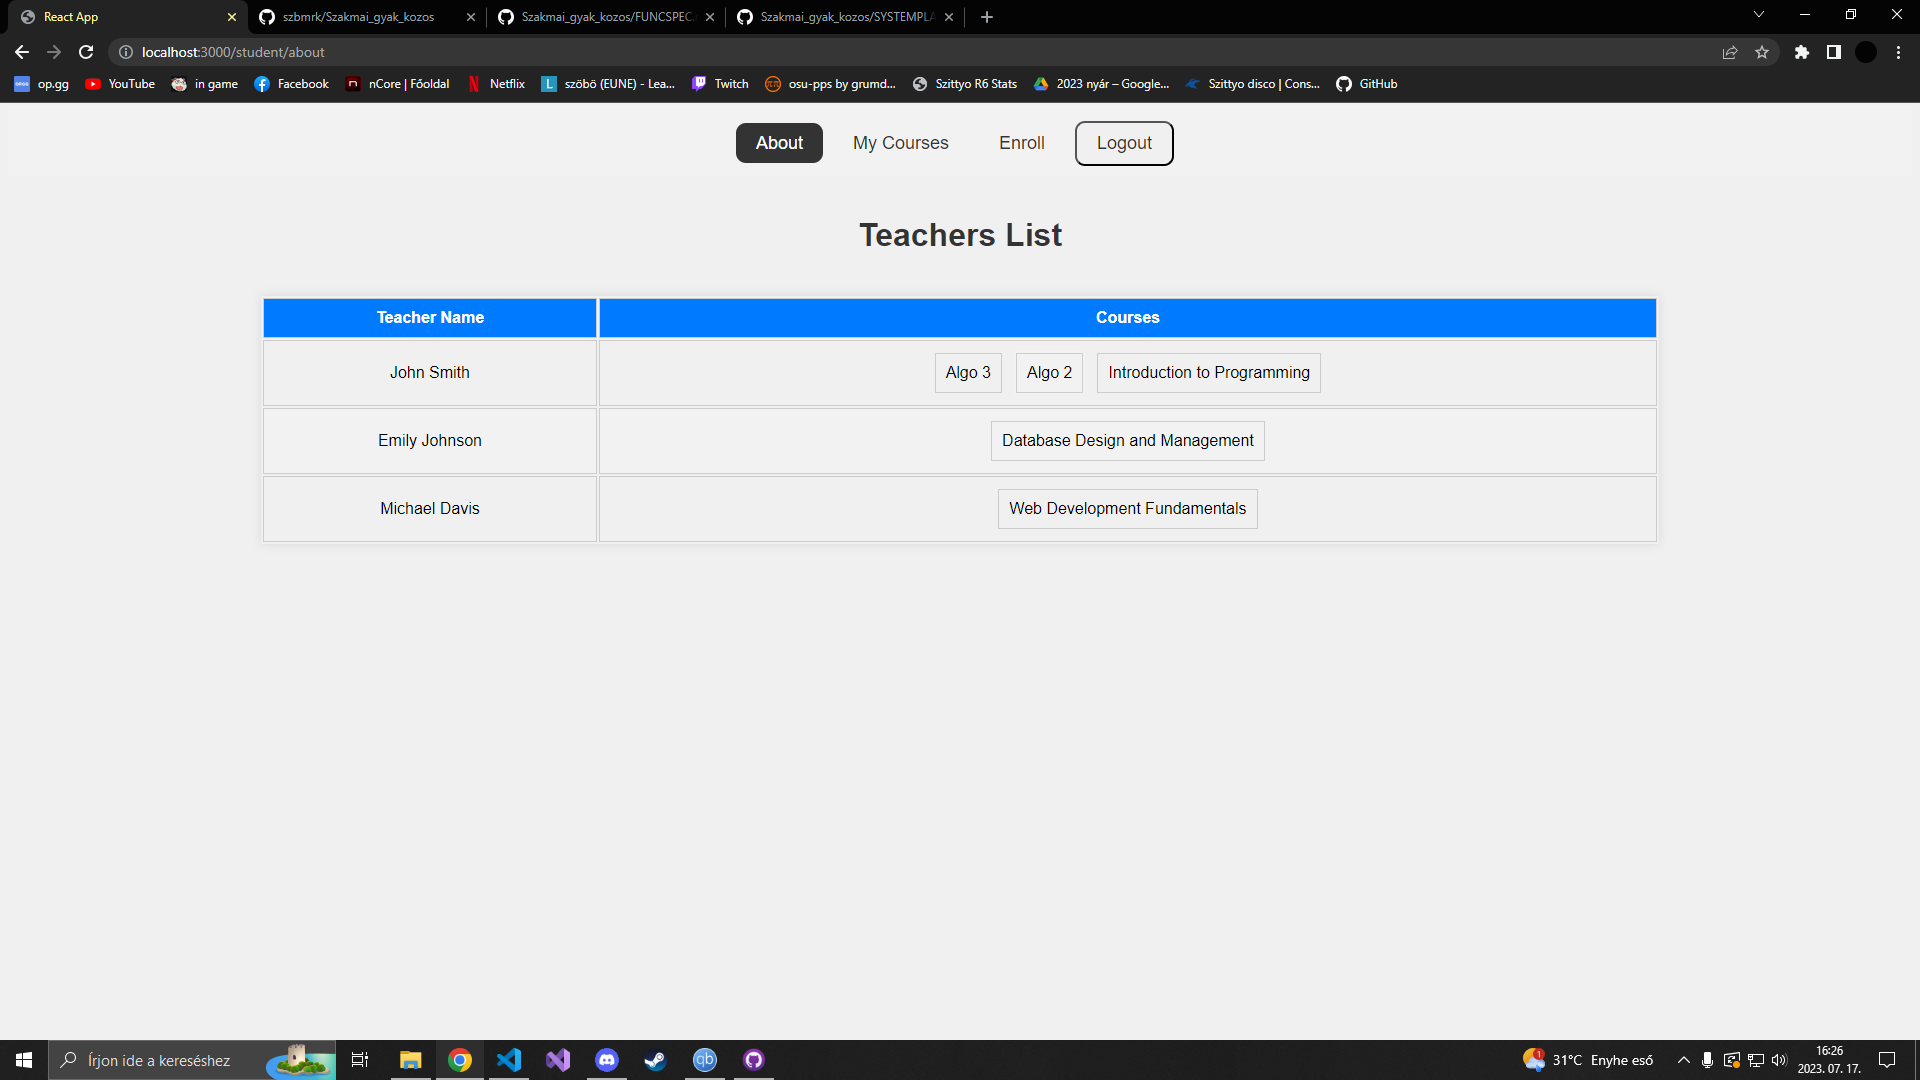 React App
szbmrk/Szakmai_gyak_kozos
Szakmai_gyak_kozos/FUNCSPEC.
Szakmai_gyak_kozos/SYSTEMPLA
localhost:3000/student/about
op.gg
YouTube
in game
Facebook
nCore | Főoldal
Netflix
szöbö (EUNE) - Lea...
Twitch
osu-pps by grumd...
Szittyo R6 Stats
2023 nyár – Google...
Szittyo disco | Cons...
GitHub
About
My Courses
Enroll
Logout
Teachers List
Teacher Name
Courses
John Smith
Algo 3
Algo 2
Introduction to Programming
Emily Johnson
Database Design and Management
Michael Davis
Web Development Fundamentals
Írjon ide a kereséshez
qb
1
31°C Enyhe eső
16:26
2023. 07. 17.